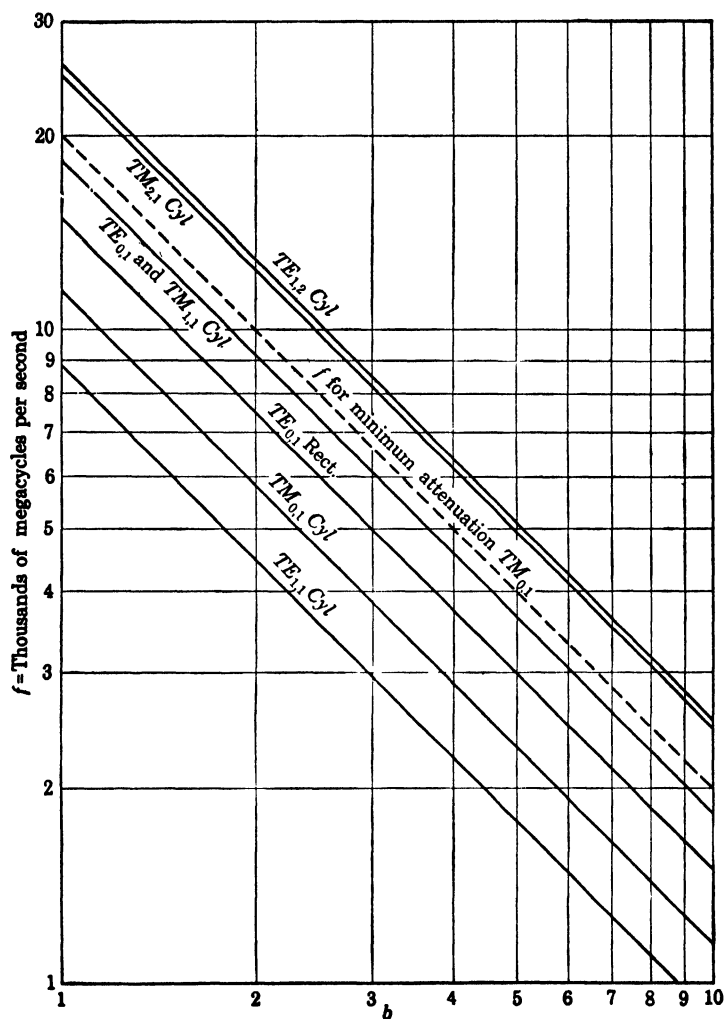 30
20
10
9
8
7
6
5
4
3
2
1
f=Thousands of megacycles per second
TM2,1 Cyl
TE1,2 Cyl
TE0,1 and TM1,1 Cyl
f for minimum attenuation TM0,1
TE0,1 Rect.
TM0,1 Cyl
TE1,1 Cyl
1 2 3 4 5 6 7 8 9 10
b